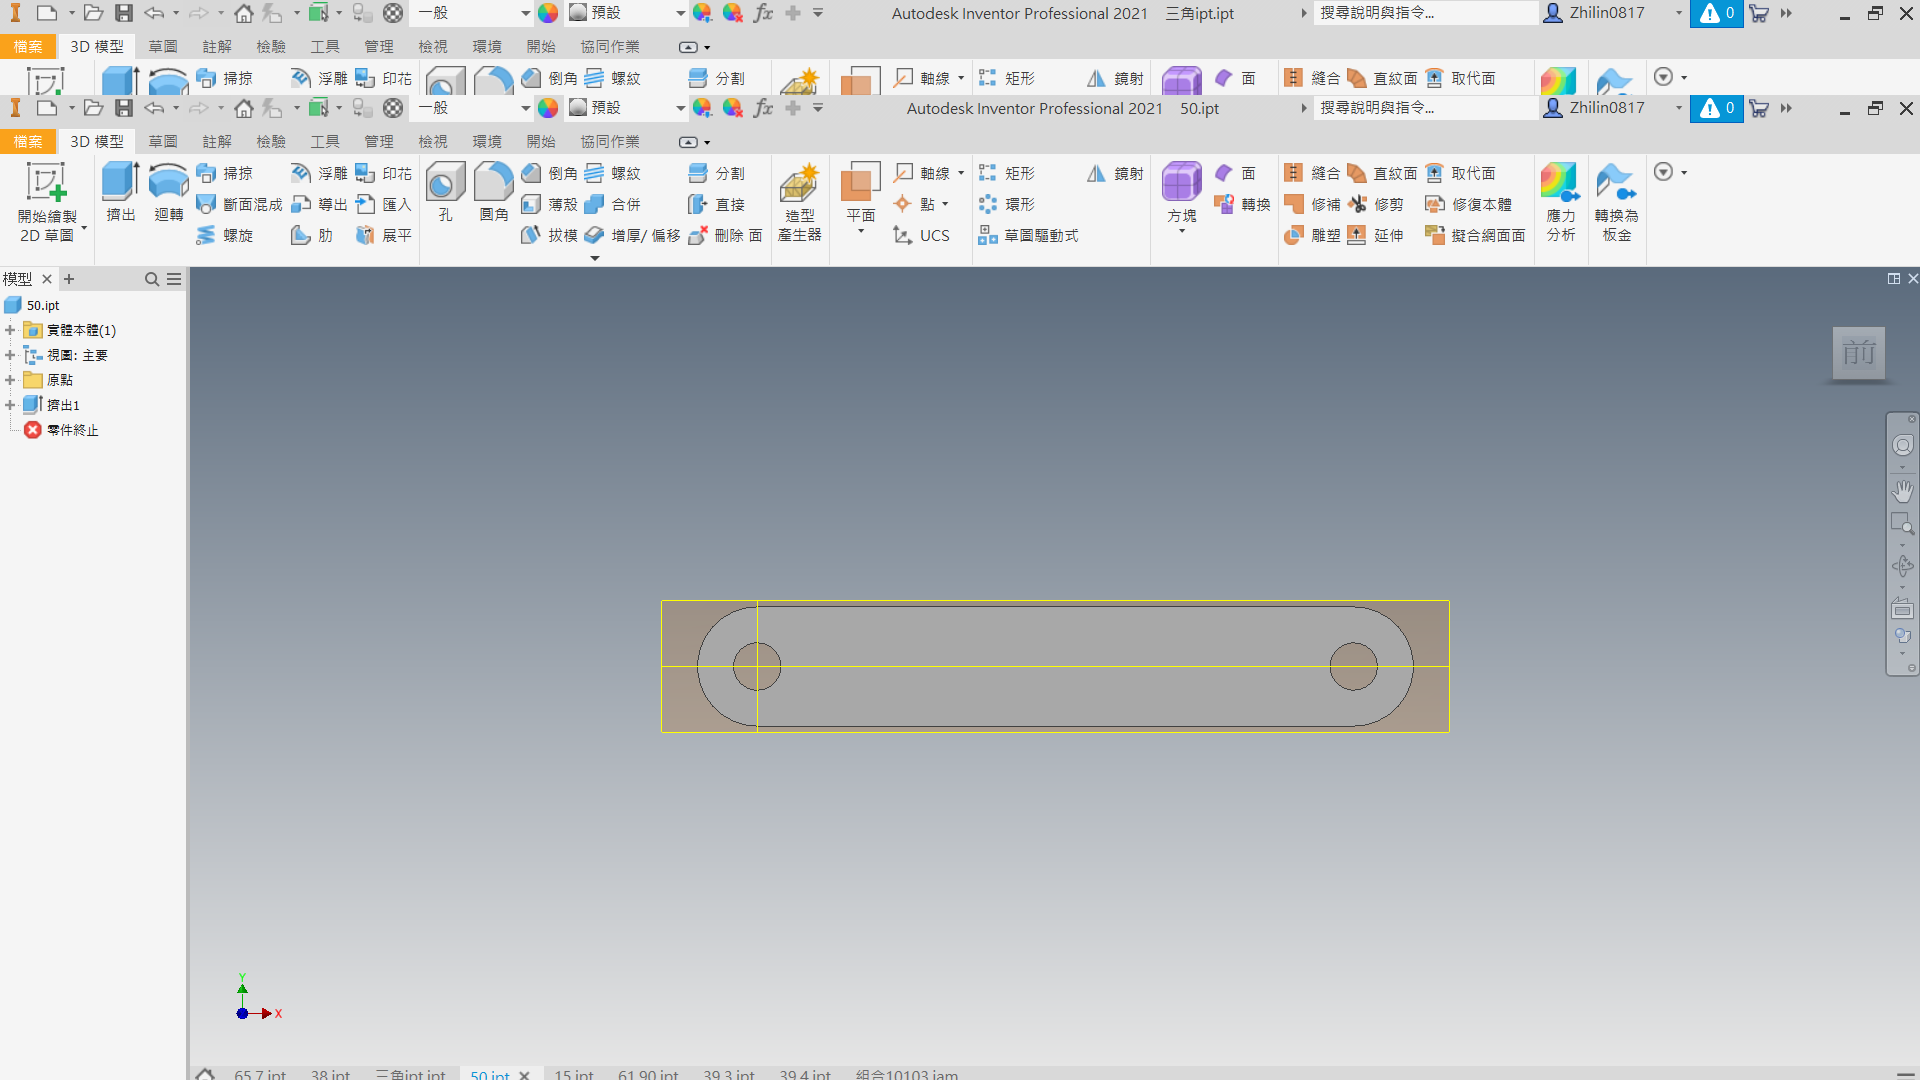 一般 預設 fx Autodesk Inventor Professional 2021 三角ipt.ipt 搜尋說明與指令... Zhilin0817 0
檔案 3D 模型 草圖 註解 檢驗 工具 管理 檢視 環境 開始 協同作業
掃掠 浮雕 印花 倒角 螺紋 分割 軸線 矩形 鏡射 面 縫合 直紋面 取代面
一般 預設 fx Autodesk Inventor Professional 2021 50.ipt 搜尋說明與指令... Zhilin0817 0
檔案 3D 模型 草圖 註解 檢驗 工具 管理 檢視 環境 開始 協同作業
掃掠 浮雕 印花 倒角 螺紋 分割 軸線 矩形 鏡射 面 縫合 直紋面 取代面
開始繪製 擠出 迴轉 斷面混成 導出 匯入 孔 圓角 薄殼 合併 直接 造型 平面 點 環形 方塊 轉換 修補 修剪 修復本體 應力 轉換為
2D 草圖 螺旋 肋 展平 拔模 增厚/ 偏移 刪除 面 產生器 UCS 草圖驅動式 雕塑 延伸 擬合網面面 分析 板金
模型
50.ipt
實體本體(1)
視圖: 主要
原點
擠出1
零件終止
前
Y
X
65.7.ipt 38.ipt 三角ipt.ipt 50.ipt 15.ipt 61.90.ipt 39.3.ipt 39.4.ipt 組合10103.iam